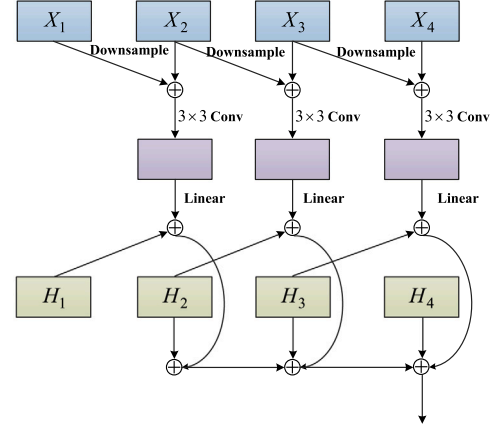 X₁ X₂ X₃ X₄
Downsample Downsample Downsample
3×3 Conv 3×3 Conv 3×3 Conv
Linear Linear Linear
H₁ H₂ H₃ H₄